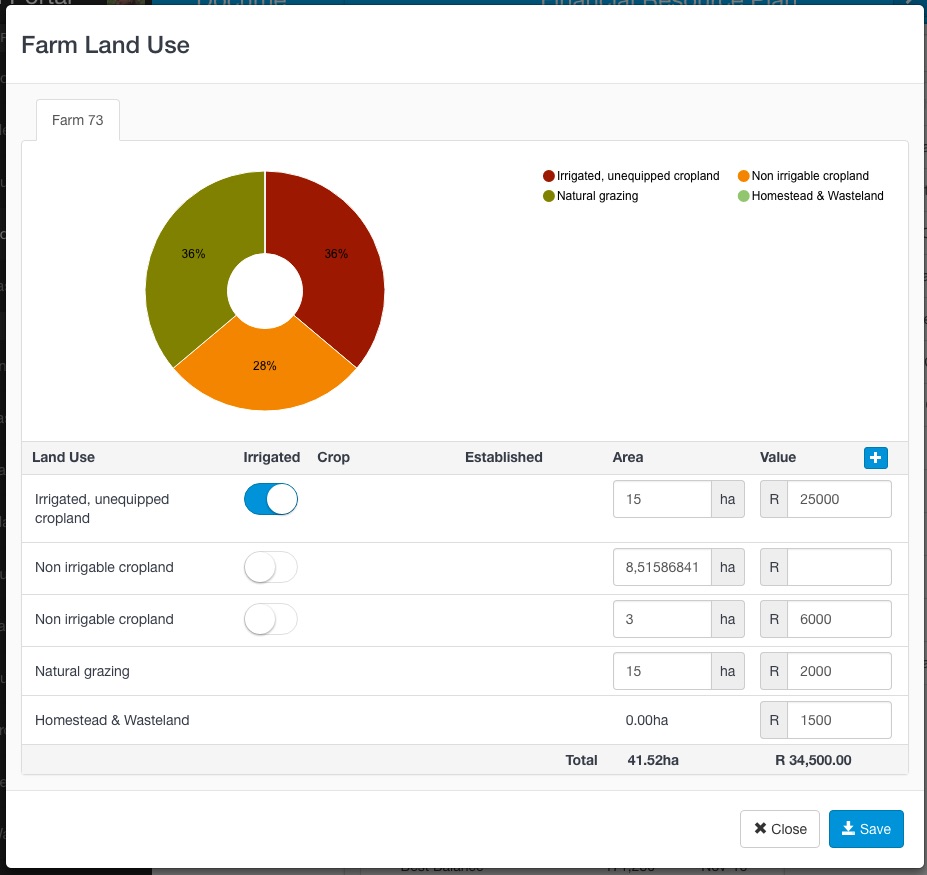 Farm Land Use
Farm 73
Irrigated, unequipped cropland Non irrigable cropland
Natural grazing Homestead & Wasteland
36% 36%
28%
Land Use Irrigated Crop Established Area Value
Irrigated, unequipped
cropland
15 ha R 25000
Non irrigable cropland 8,51586841 ha R
Non irrigable cropland 3 ha R 6000
Natural grazing 15 ha R 2000
Homestead & Wasteland 0.00ha R 1500
Total 41.52ha R 34,500.00
Close Save